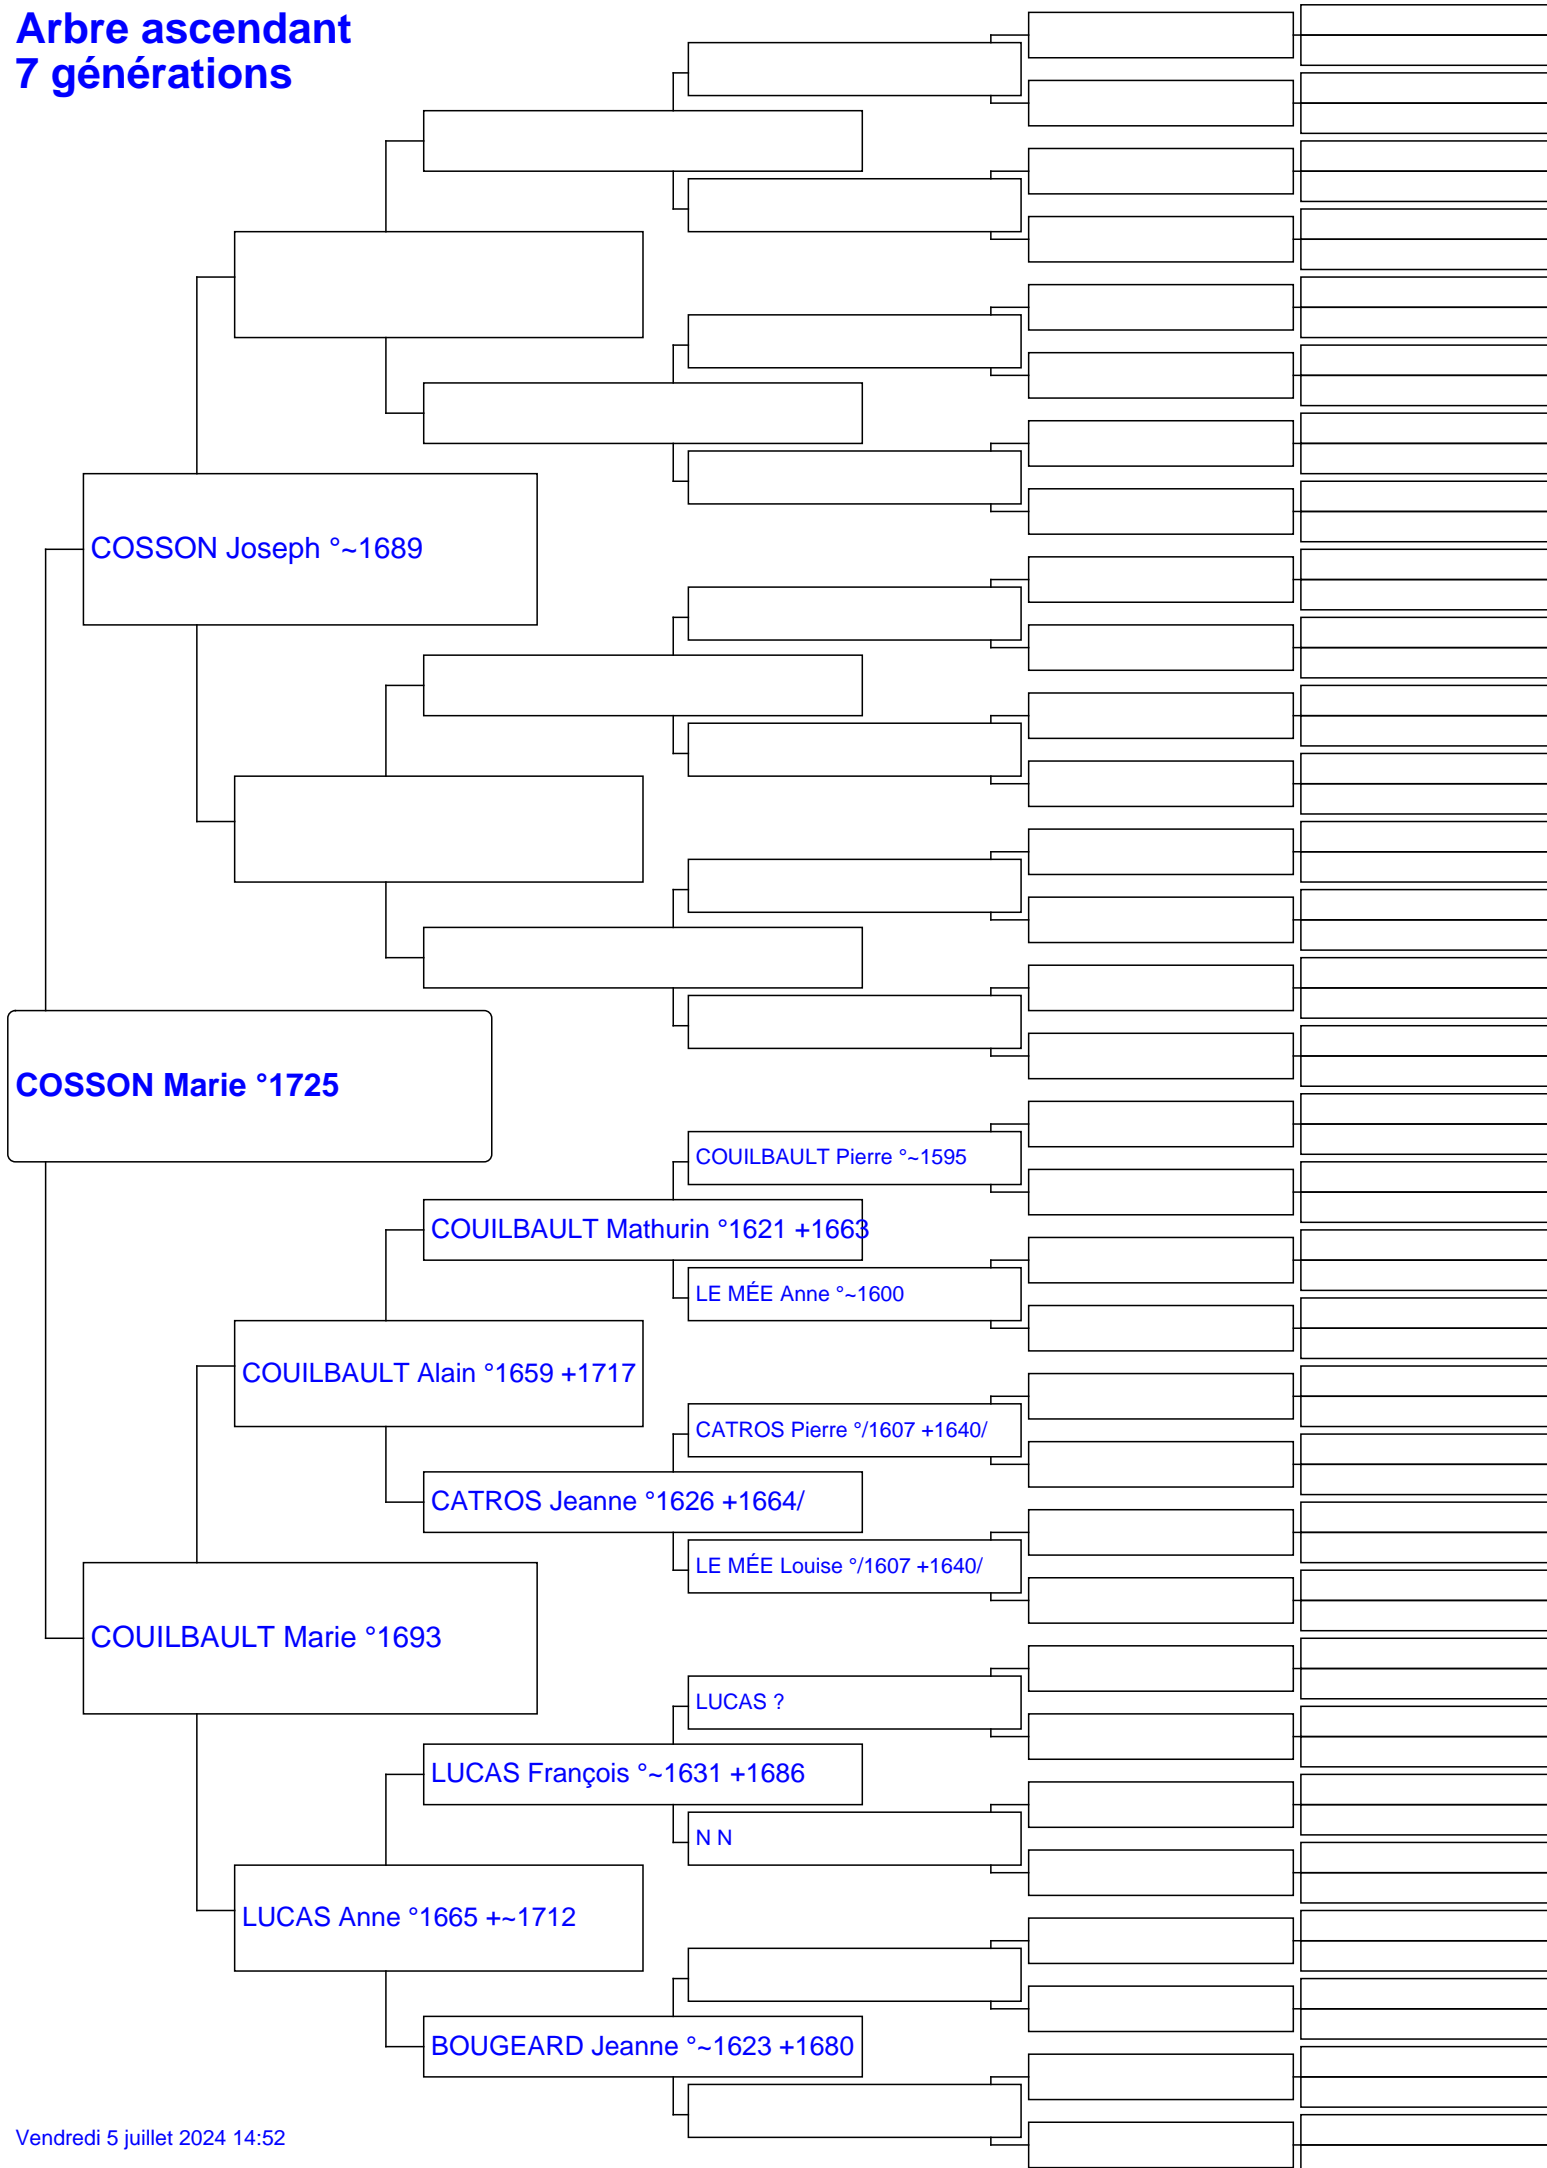 Arbre ascendant
7 générations
COSSON Joseph °~1689
COSSON Marie °1725
COUILBAULT Pierre °~1595
COUILBAULT Mathurin °1621 +1663
LE MÉE Anne °~1600
COUILBAULT Alain °1659 +1717
CATROS Pierre °/1607 +1640/
CATROS Jeanne °1626 +1664/
LE MÉE Louise °/1607 +1640/
COUILBAULT Marie °1693
LUCAS ?
LUCAS François °~1631 +1686
N N
LUCAS Anne °1665 +~1712
BOUGEARD Jeanne °~1623 +1680
Vendredi 5 juillet 2024 14:52